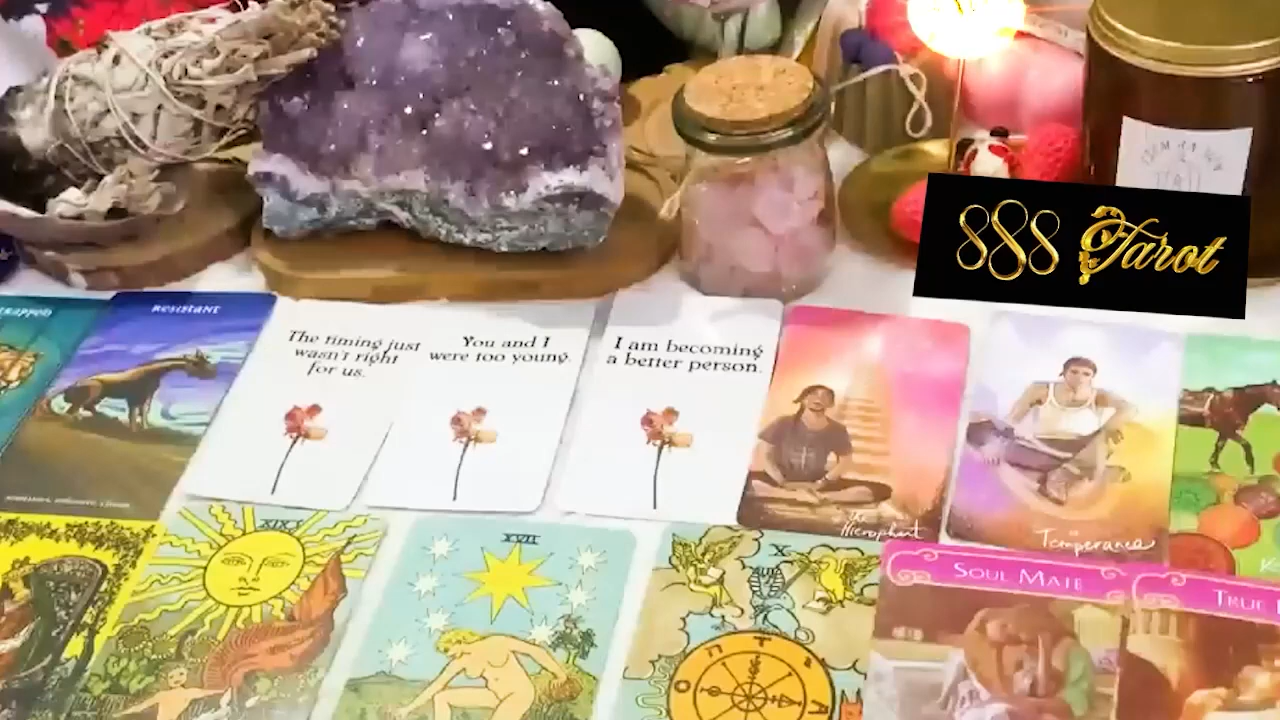 888 Tarot
RESISTANT
The timing just
wasn't right
for us.
You and I
were too young.
I am becoming
a better person.
The
Hierophant
Temperance
XIX
XVII
X
SOUL MATE
TRUE